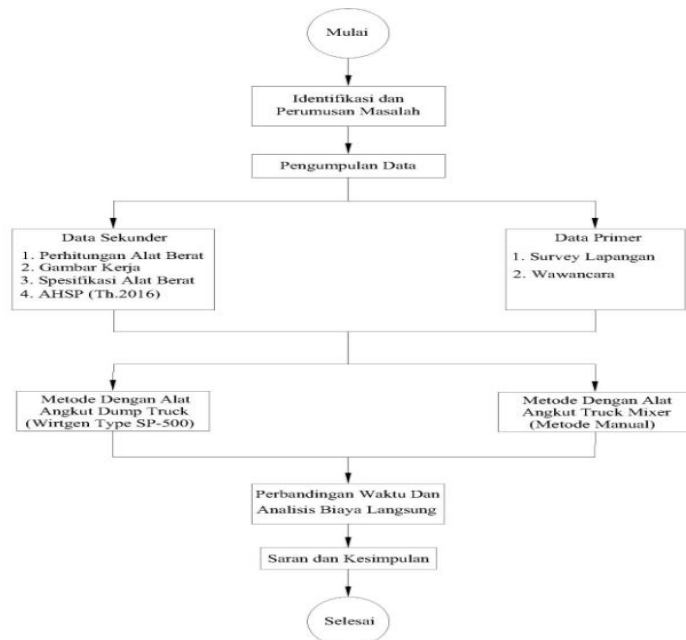 Mulai
Identifikasi dan
Perumusan Masalah
Pengumpulan Data
Data Sekunder
1. Perhitungan Alat Berat
2. Gambar Kerja
3. Spesifikasi Alat Berat
4. AHSP (Th.2016)
Data Primer
1. Survey Lapangan
2. Wawancara
Metode Dengan Alat
Angkut Dump Truck
(Wirtgen Type SP-500)
Metode Dengan Alat
Angkut Truck Mixer
(Metode Manual)
Perbandingan Waktu Dan
Analisis Biaya Langsung
Saran dan Kesimpulan
Selesai